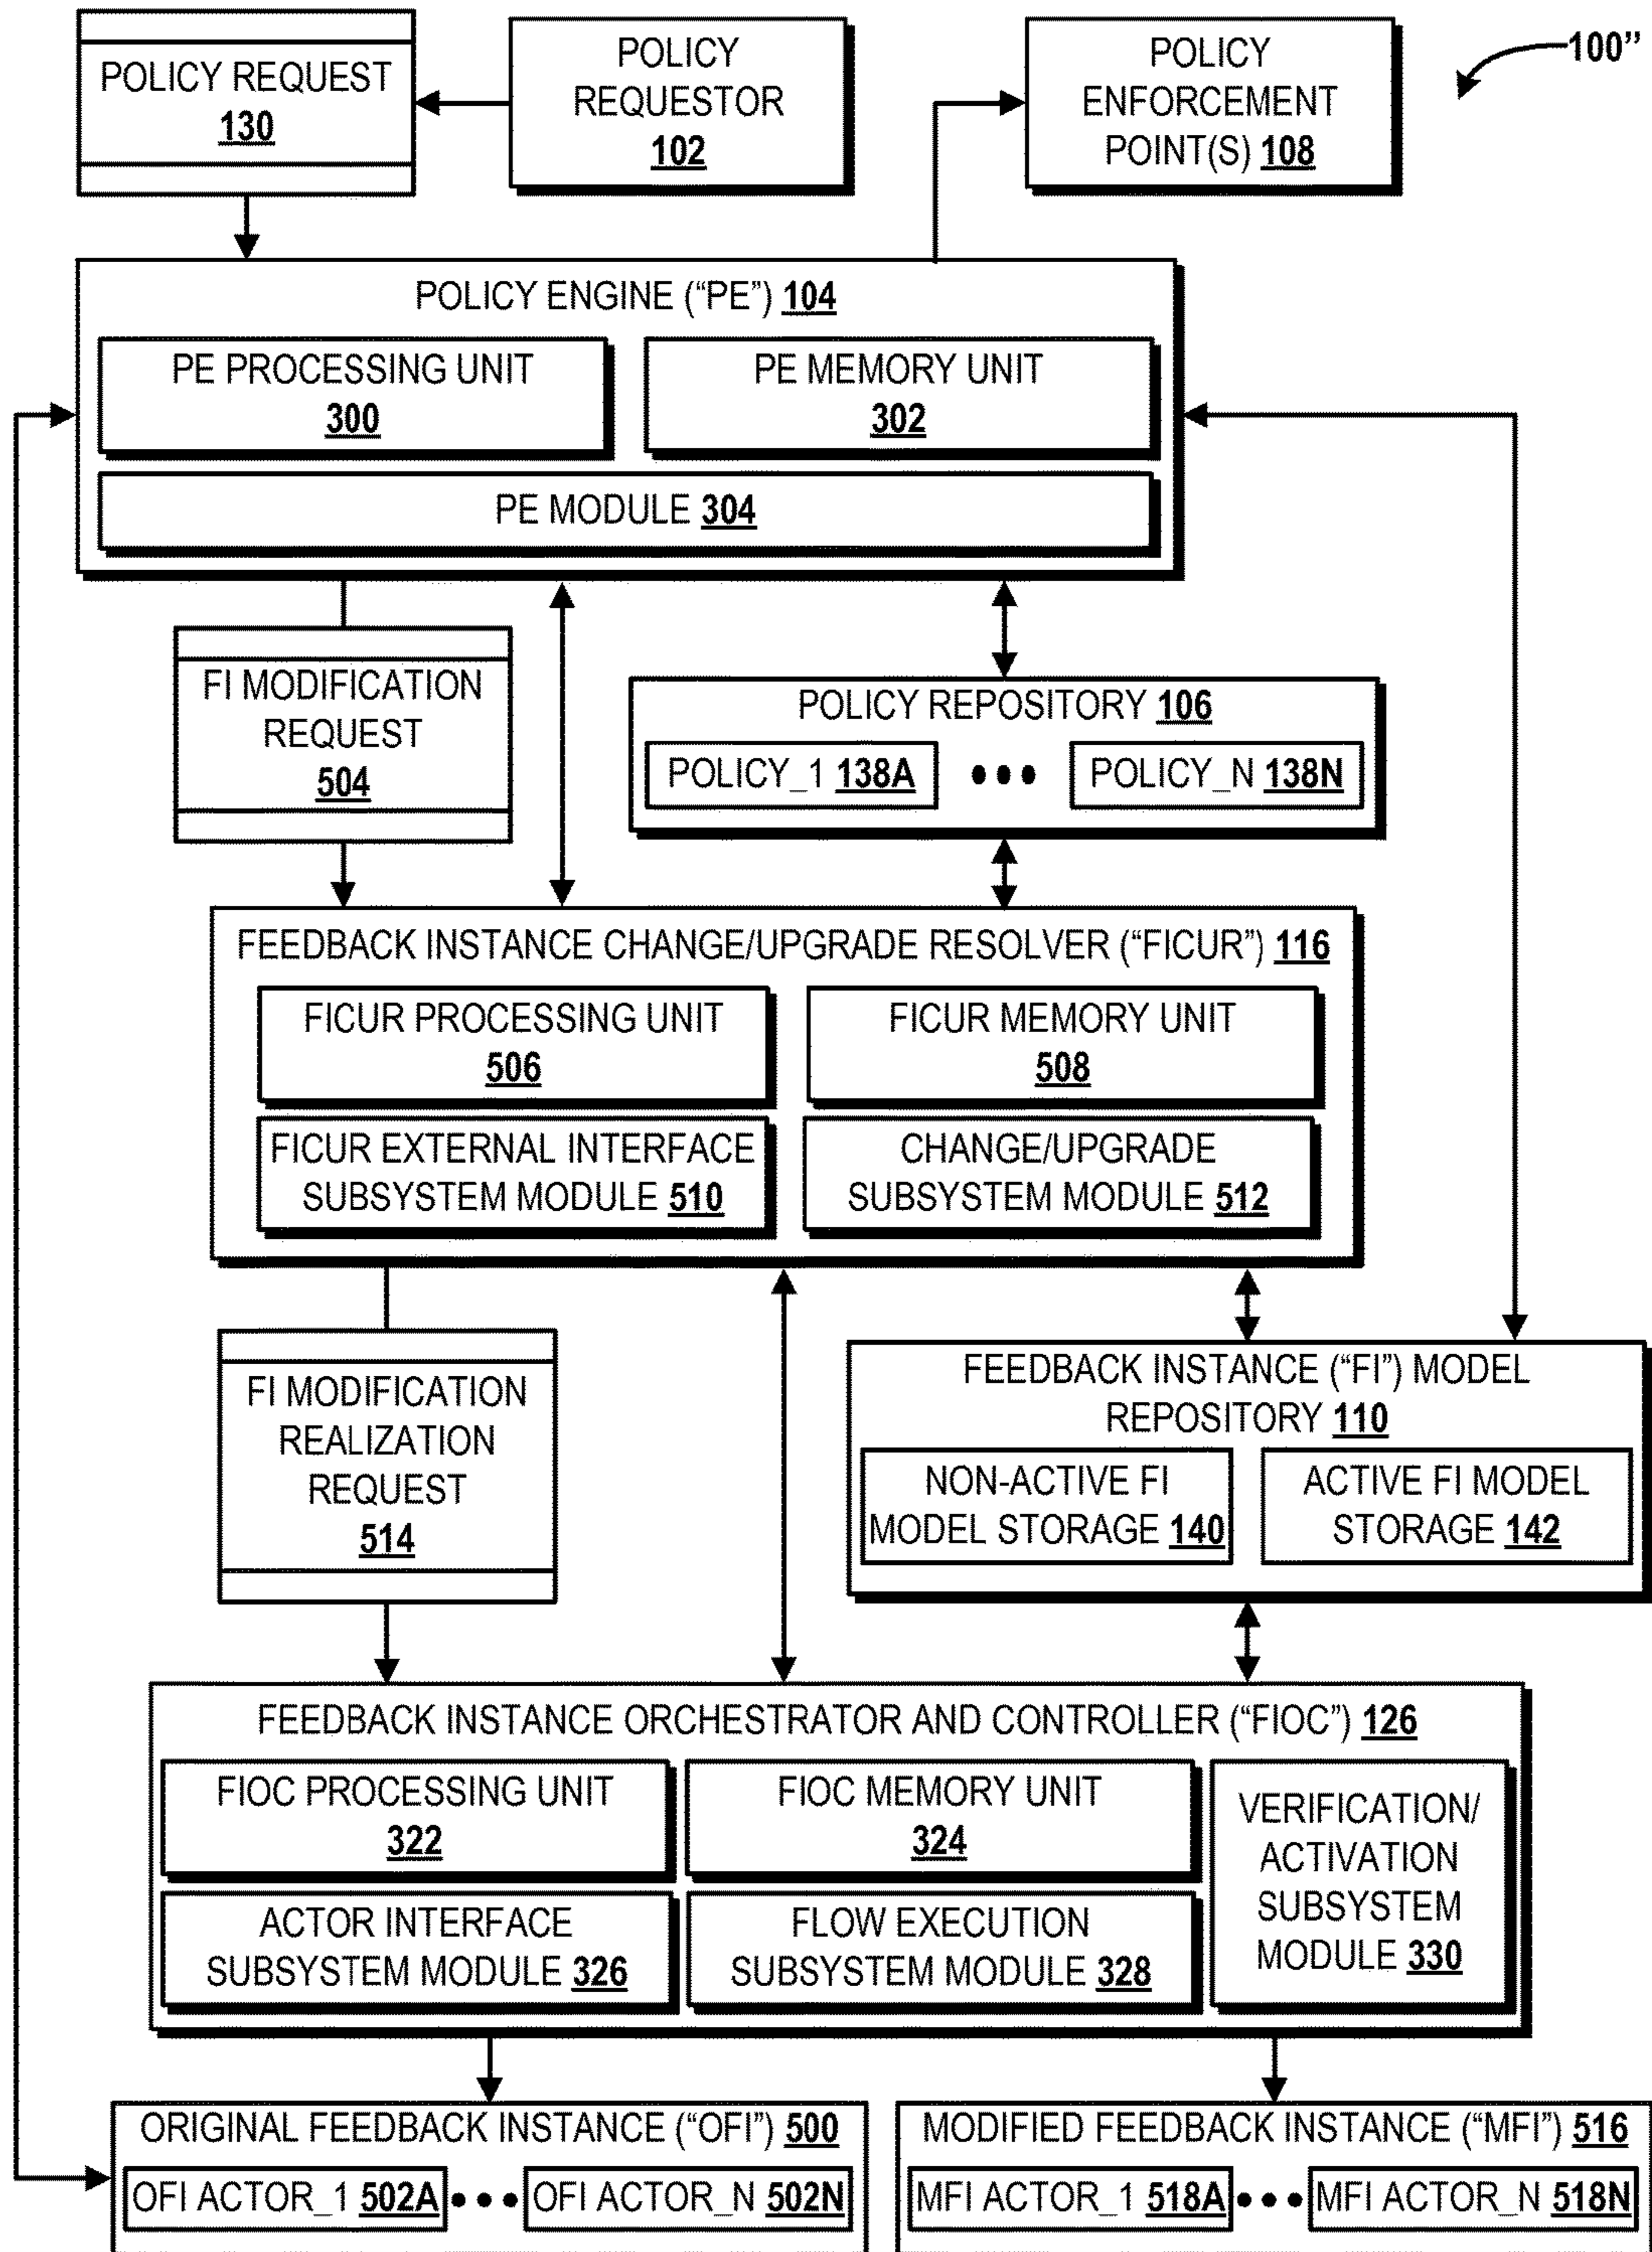 POLICY REQUEST
130
POLICY
REQUESTOR
102
POLICY
ENFORCEMENT
POINT(S) 108
100”
POLICY ENGINE (“PE”) 104
PE PROCESSING UNIT
300
PE MEMORY UNIT
302
PE MODULE 304
FI MODIFICATION
REQUEST
504
POLICY REPOSITORY 106
POLICY_1 138A
•••
POLICY_N 138N
FEEDBACK INSTANCE CHANGE/UPGRADE RESOLVER (“FICUR”) 116
FICUR PROCESSING UNIT
506
FICUR MEMORY UNIT
508
FICUR EXTERNAL INTERFACE
SUBSYSTEM MODULE 510
CHANGE/UPGRADE
SUBSYSTEM MODULE 512
FI MODIFICATION
REALIZATION
REQUEST
514
FEEDBACK INSTANCE (“FI”) MODEL
REPOSITORY 110
NON-ACTIVE FI
MODEL STORAGE 140
ACTIVE FI MODEL
STORAGE 142
FEEDBACK INSTANCE ORCHESTRATOR AND CONTROLLER (“FIOC”) 126
FIOC PROCESSING UNIT
322
FIOC MEMORY UNIT
324
VERIFICATION/
ACTIVATION
SUBSYSTEM
MODULE 330
ACTOR INTERFACE
SUBSYSTEM MODULE 326
FLOW EXECUTION
SUBSYSTEM MODULE 328
ORIGINAL FEEDBACK INSTANCE (“OFI”) 500
OFI ACTOR_1 502A ••• OFI ACTOR_N 502N
MODIFIED FEEDBACK INSTANCE (“MFI”) 516
MFI ACTOR_1 518A ••• MFI ACTOR_N 518N